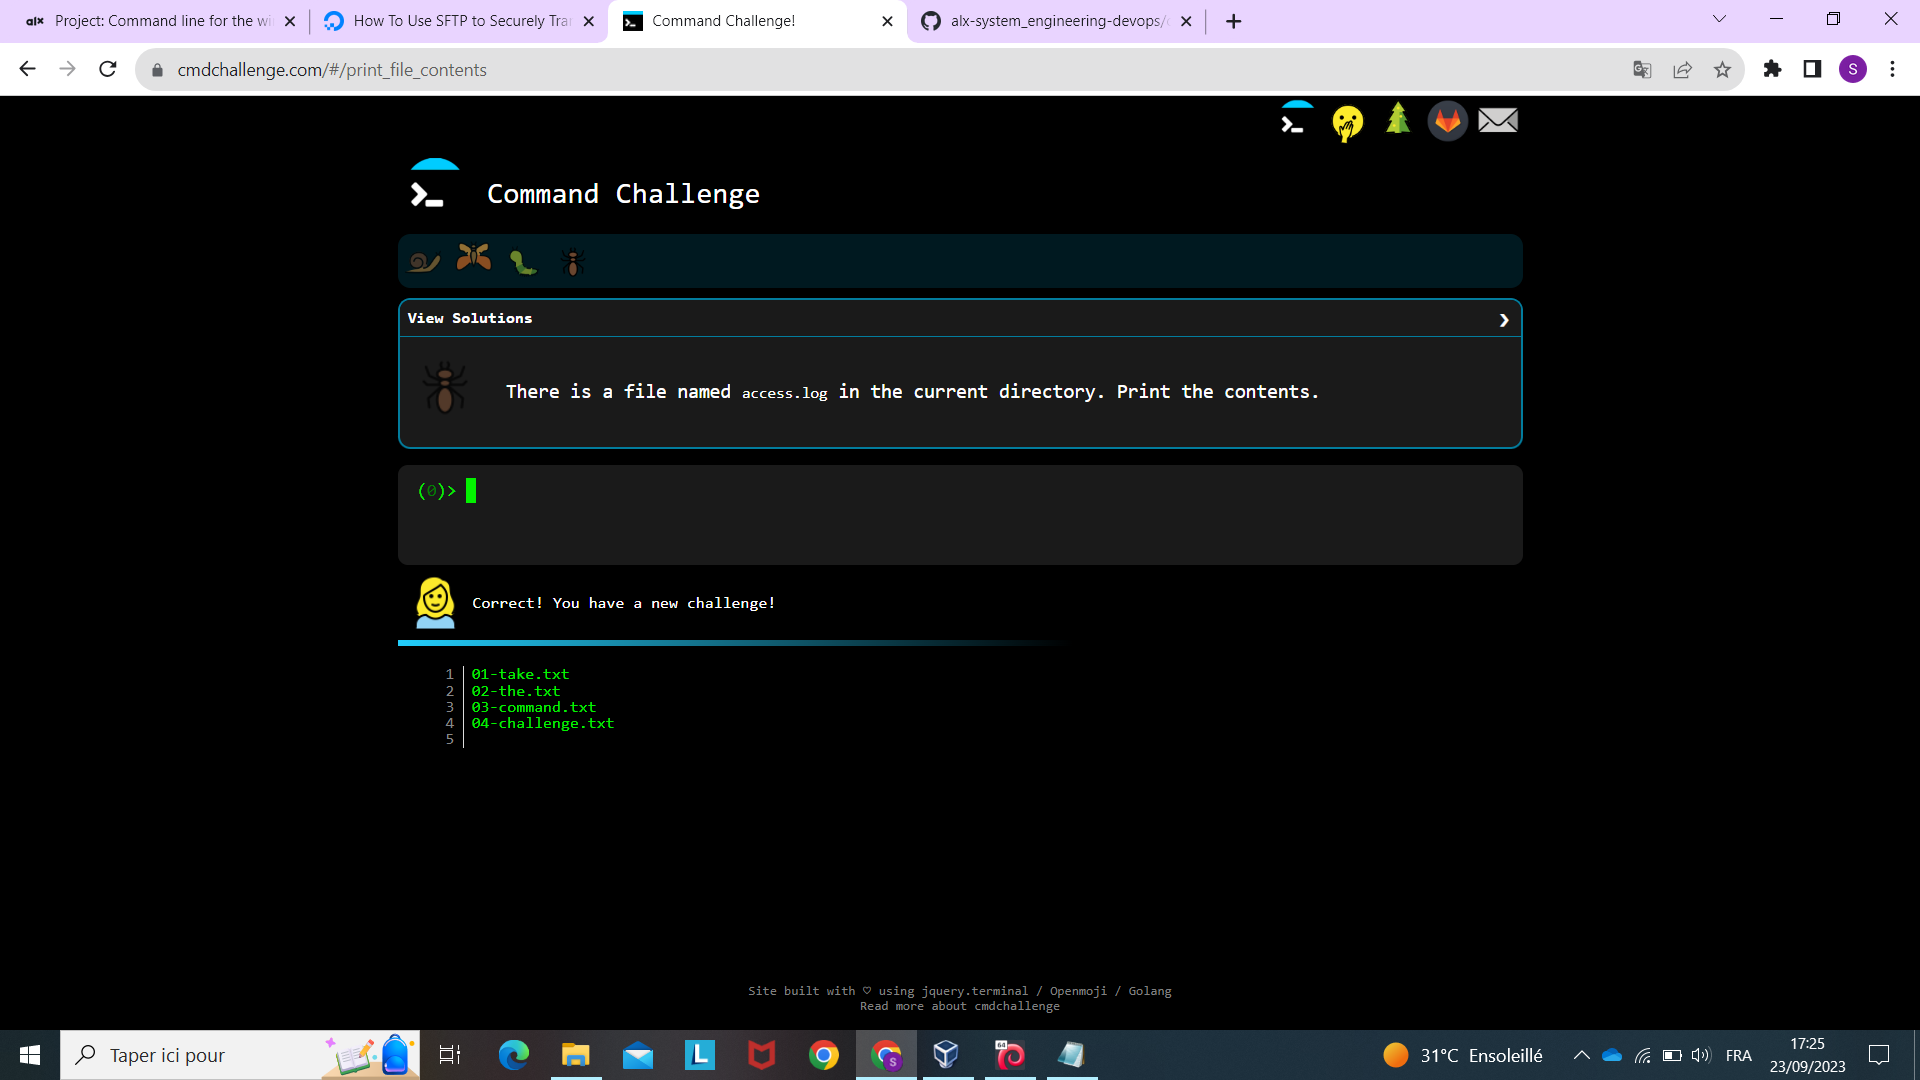 alx Project: Command line for the wi
How To Use SFTP to Securely Tra
Command Challenge!
alx-system_engineering-devops/
cmdchallenge.com/#/print_file_contents
S
Command Challenge
View Solutions
There is a file named access.log in the current directory. Print the contents.
(0)>
Correct! You have a new challenge!
1 01-take.txt
2 02-the.txt
3 03-command.txt
4 04-challenge.txt
5
Site built with ♡ using jquery.terminal / Openmoji / Golang
Read more about cmdchallenge
Taper ici pour
L
S
64
31°C Ensoleillé
FRA
17:25
23/09/2023